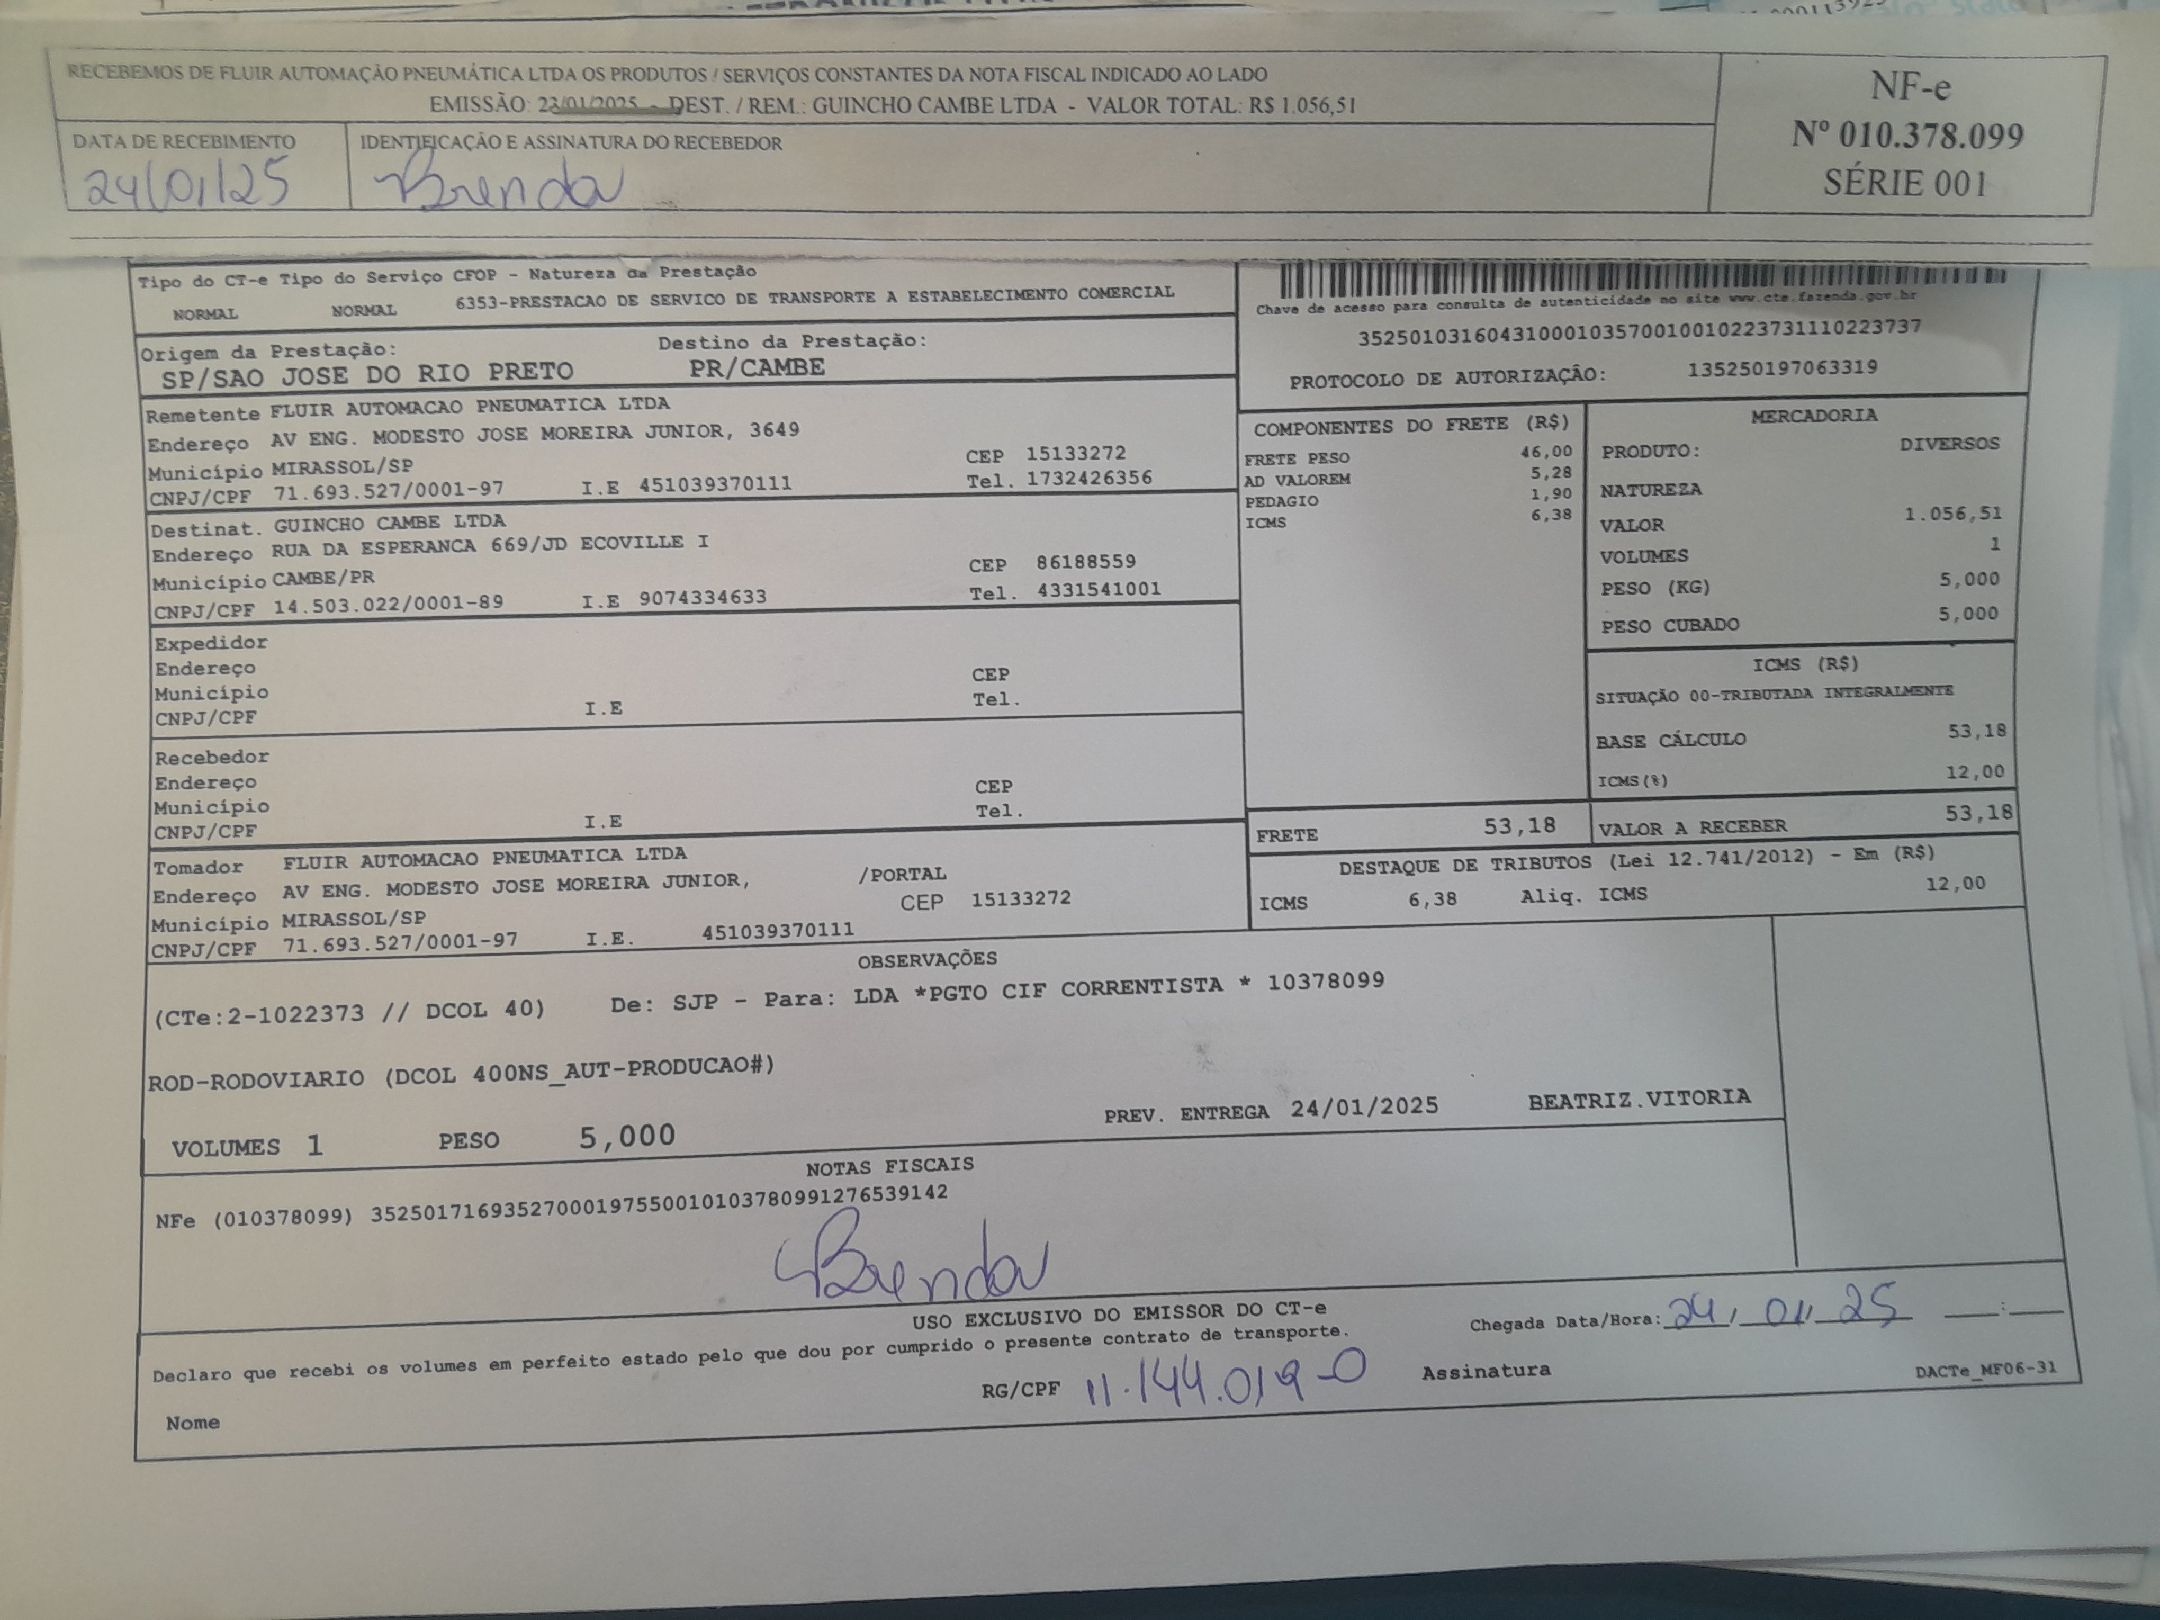 RECEBEMOS DE FLUIR AUTOMAÇÃO PNEUMÁTICA LTDA OS PRODUTOS / SERVIÇOS CONSTANTES DA NOTA FISCAL INDICADO AO LADO
EMISSÃO: 23/01/2025 - DEST. / REM.: GUINCHO CAMBE LTDA - VALOR TOTAL: R$ 1.056,51
DATA DE RECEBIMENTO
24/01/25
IDENTIFICAÇÃO E ASSINATURA DO RECEBEDOR
Brenda
NF-e
Nº 010.378.099
SÉRIE 001
Tipo do CT-e Tipo do Serviço CFOP - Natureza da Prestação
NORMAL NORMAL 6353-PRESTACAO DE SERVICO DE TRANSPORTE A ESTABELECIMENTO COMERCIAL
Chave de acesso para consulta de autenticidade no site www.cte.fazenda.gov.br
35250103160431000103570010010223731110223737
PROTOCOLO DE AUTORIZAÇÃO: 135250197063319
Origem da Prestação: Destino da Prestação:
SP/SAO JOSE DO RIO PRETO PR/CAMBE
Remetente FLUIR AUTOMACAO PNEUMATICA LTDA
Endereço AV ENG. MODESTO JOSE MOREIRA JUNIOR, 3649
Município MIRASSOL/SP CEP 15133272
CNPJ/CPF 71.693.527/0001-97 I.E 451039370111 Tel. 1732426356
Destinat. GUINCHO CAMBE LTDA
Endereço RUA DA ESPERANCA 669/JD ECOVILLE I
Município CAMBE/PR CEP 86188559
CNPJ/CPF 14.503.022/0001-89 I.E 9074334633 Tel. 4331541001
Expedidor
Endereço
Município CEP
CNPJ/CPF I.E Tel.
Recebedor
Endereço
Município CEP
CNPJ/CPF I.E Tel.
Tomador FLUIR AUTOMACAO PNEUMATICA LTDA
Endereço AV ENG. MODESTO JOSE MOREIRA JUNIOR, /PORTAL
Município MIRASSOL/SP CEP 15133272
CNPJ/CPF 71.693.527/0001-97 I.E. 451039370111
COMPONENTES DO FRETE (R$)
FRETE PESO 46,00
AD VALOREM 5,28
PEDAGIO 1,90
ICMS 6,38
MERCADORIA
PRODUTO: DIVERSOS
NATUREZA
VALOR 1.056,51
VOLUMES 1
PESO (KG) 5,000
PESO CUBADO 5,000
ICMS (R$)
SITUAÇÃO 00-TRIBUTADA INTEGRALMENTE
BASE CÁLCULO 53,18
ICMS(%) 12,00
FRETE 53,18 VALOR A RECEBER 53,18
DESTAQUE DE TRIBUTOS (Lei 12.741/2012) - Em (R$)
ICMS 6,38 Aliq. ICMS 12,00
OBSERVAÇÕES
(CTe:2-1022373 // DCOL 40) De: SJP - Para: LDA *PGTO CIF CORRENTISTA * 10378099
ROD-RODOVIARIO (DCOL 400NS_AUT-PRODUCAO#)
VOLUMES 1 PESO 5,000 PREV. ENTREGA 24/01/2025 BEATRIZ.VITORIA
NOTAS FISCAIS
NFe (010378099) 35250171693527000197550010103780991276539142
Brenda
USO EXCLUSIVO DO EMISSOR DO CT-e
Declaro que recebi os volumes em perfeito estado pelo que dou por cumprido o presente contrato de transporte.
Chegada Data/Hora: 24/01/25 __:__
Nome RG/CPF 11.144.019-0 Assinatura
DACTe_MF06-31